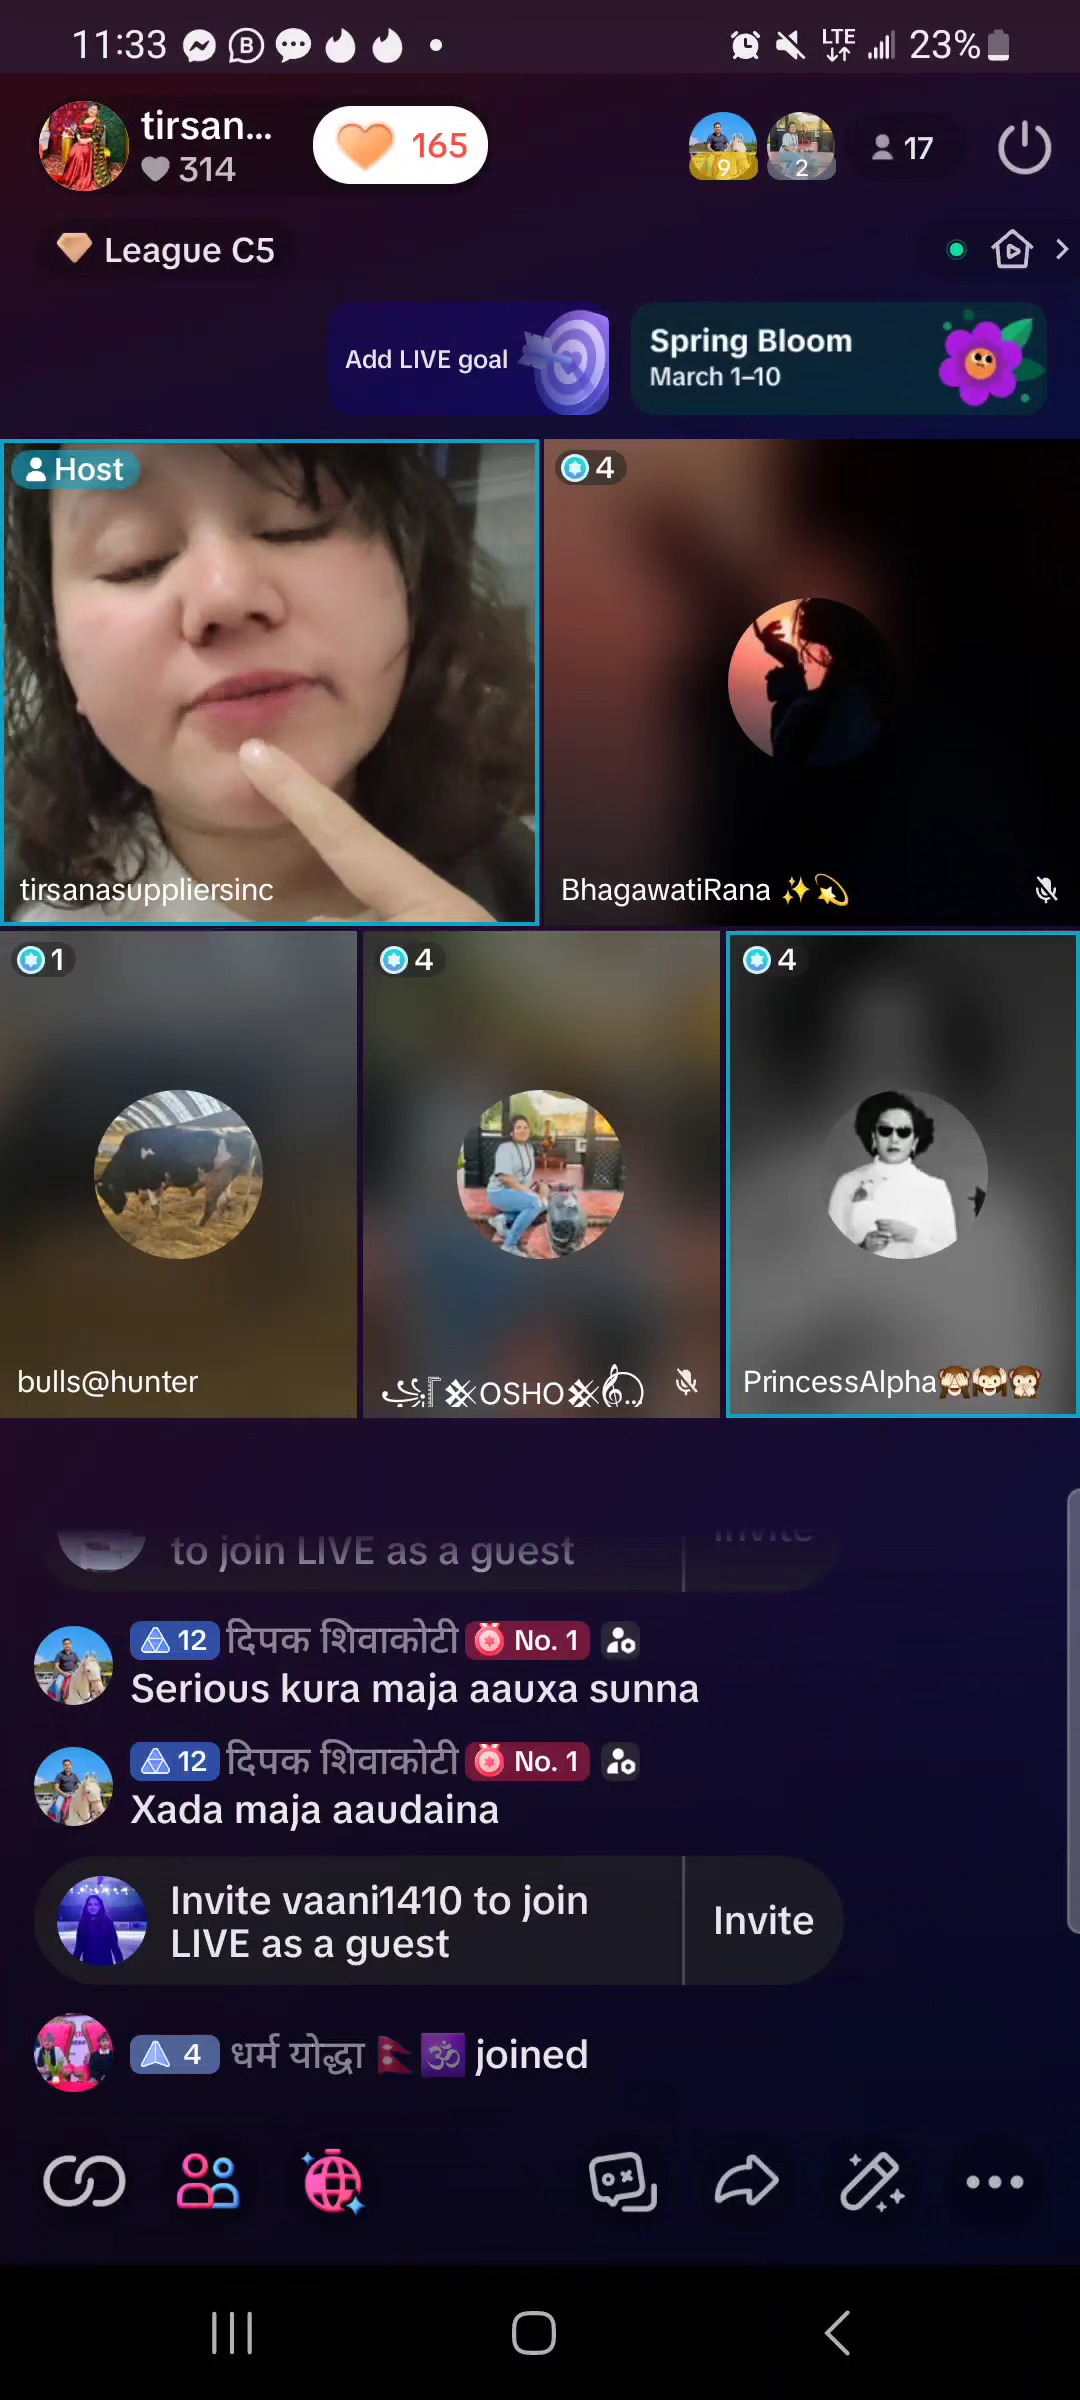 11:33
LTE
23%
tirsan...
314
165
9
2
17
League C5
Add LIVE goal
Spring Bloom
March 1–10
Host
4
tirsanasuppliersinc
BhagawatiRana ✨💫
1
4
4
bulls@hunter
OSHO
PrincessAlpha🙈🙉🙊
to join LIVE as a guest
Invite
12 दिपक शिवाकोटी No. 1
Serious kura maja aauxa sunna
12 दिपक शिवाकोटी No. 1
Xada maja aaudaina
Invite vaani1410 to join
LIVE as a guest
Invite
4 धर्म योद्धा 🇳🇵🕉 joined